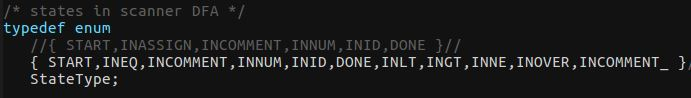 /* states in scanner DFA */
typedef enum
//{ START,INASSIGN,INCOMMENT,INNUM,INID,DONE }//
{ START,INEQ,INCOMMENT,INNUM,INID,DONE,INLT,INGT,INNE,INOVER,INCOMMENT_ }/
StateType;